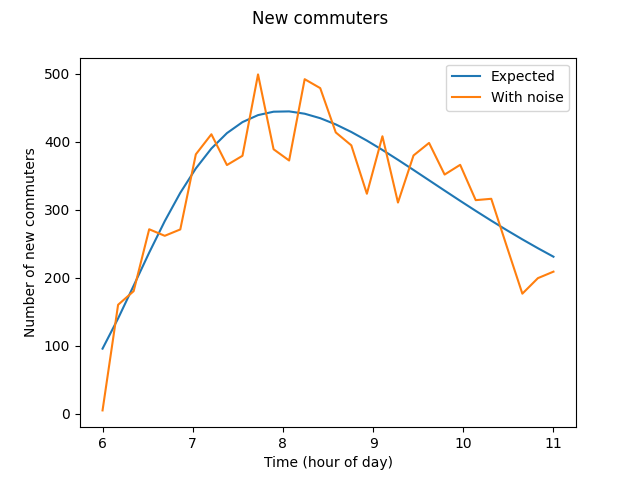 New commuters
Expected
With noise
500
400
300
200
100
0
Number of new commuters
6 7 8 9 10 11
Time (hour of day)